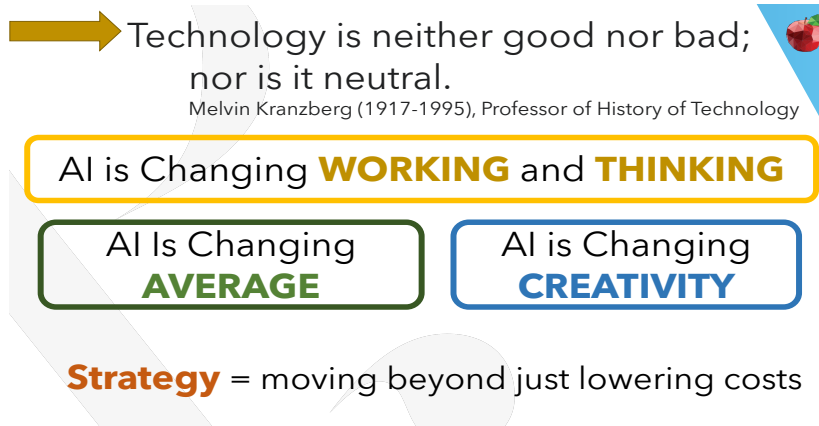 Technology is neither good nor bad;
nor is it neutral.
Melvin Kranzberg (1917-1995), Professor of History of Technology
AI is Changing WORKING and THINKING
AI Is Changing
AVERAGE
AI is Changing
CREATIVITY
Strategy = moving beyond just lowering costs